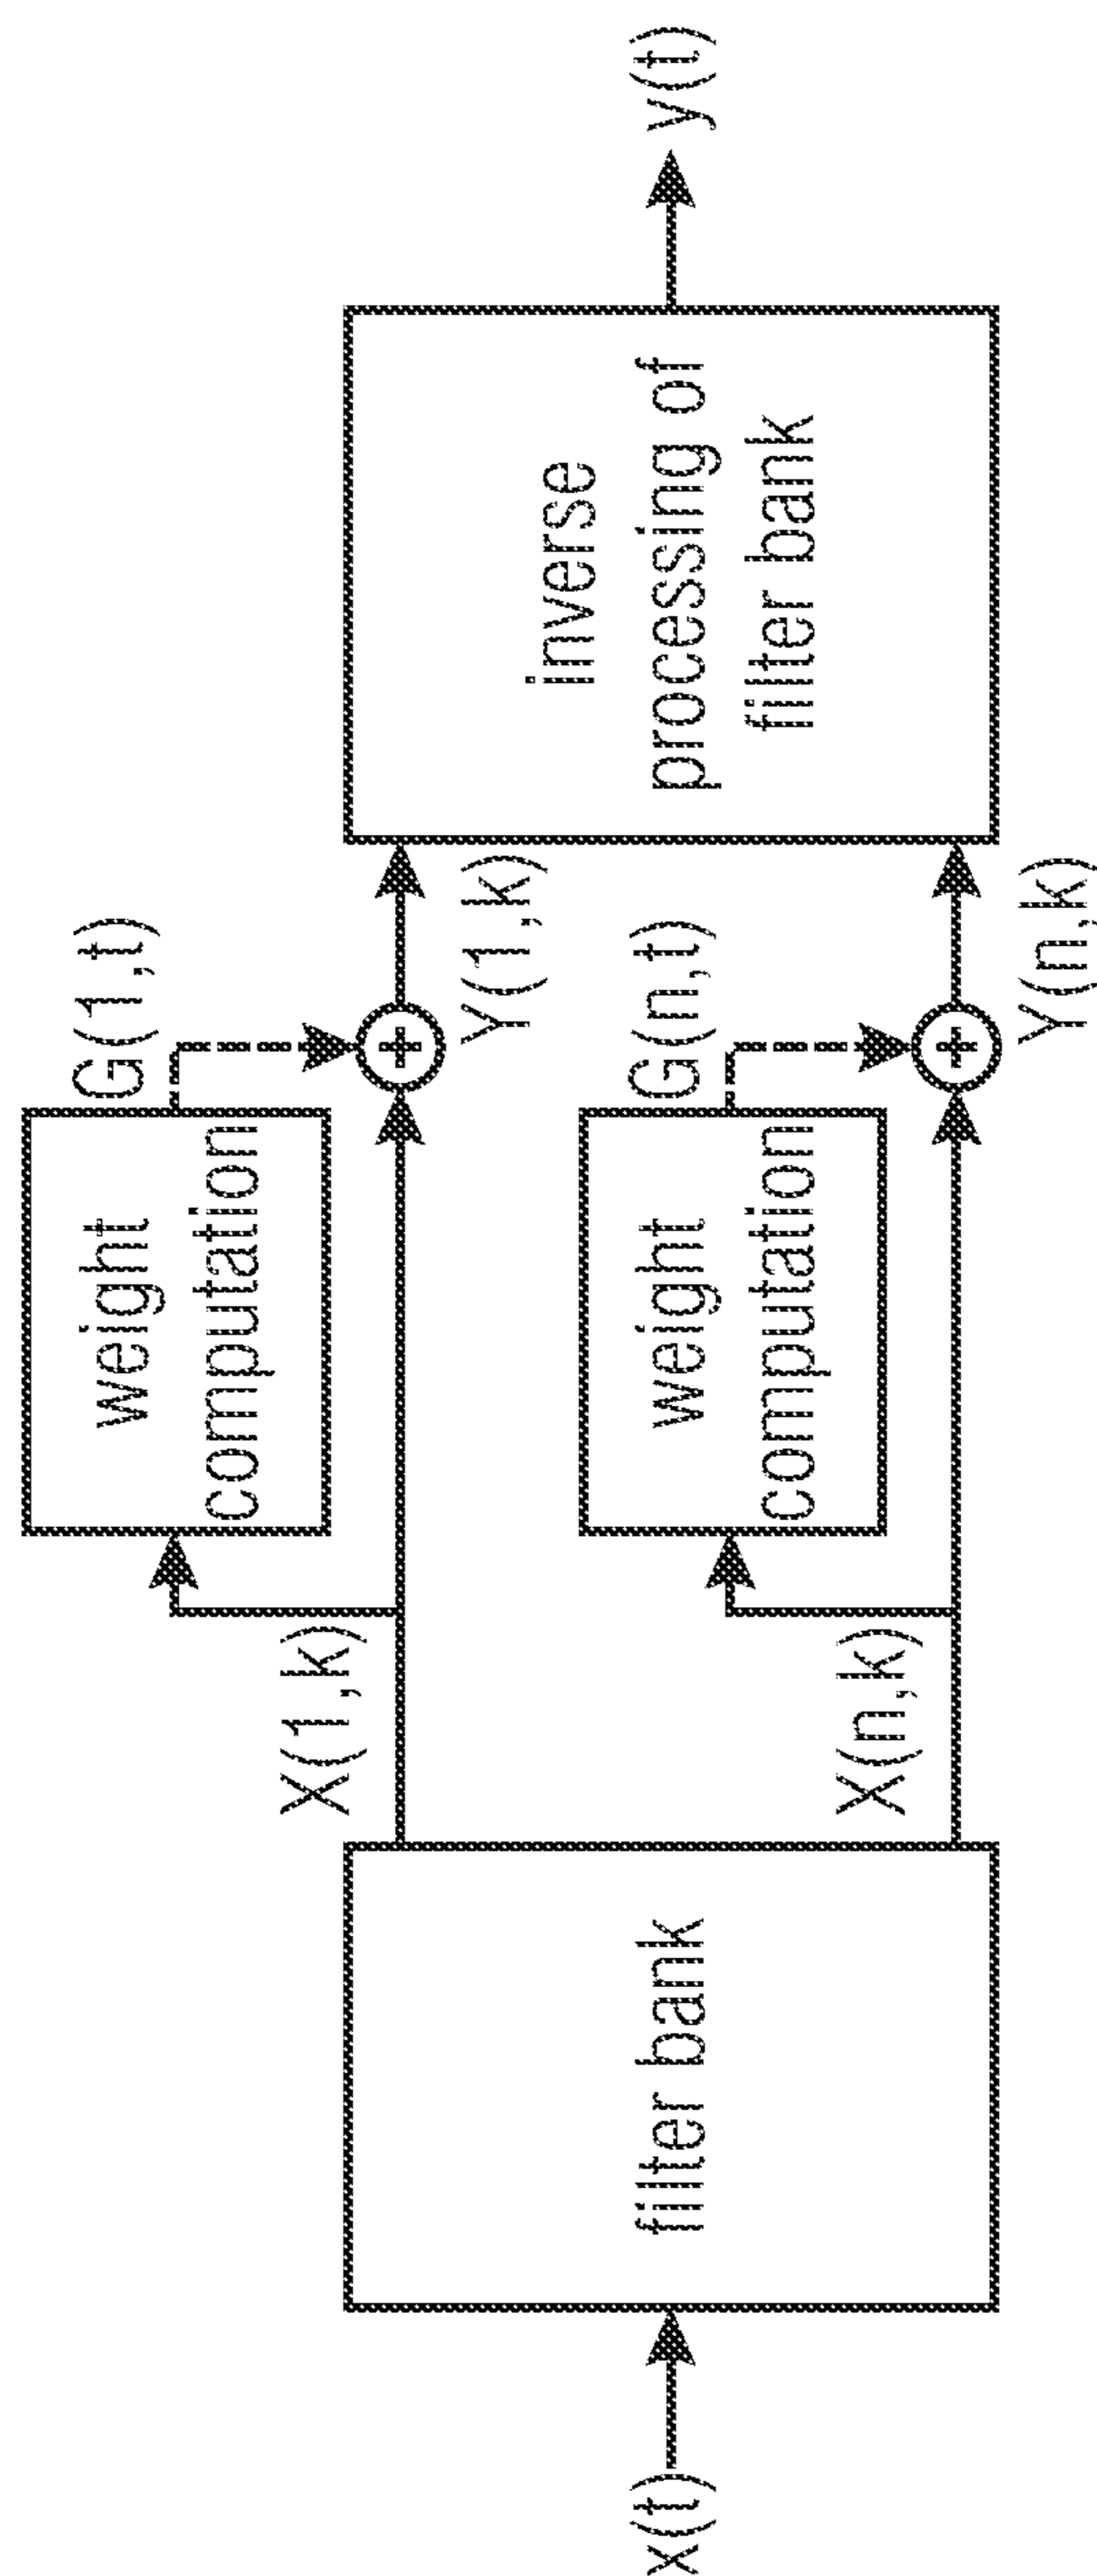 x(t)
filter bank
X(1,k)
weight
computation
G(1,t)
+
Y(1,k)
X(n,k)
weight
computation
G(n,t)
+
Y(n,k)
inverse
processing of
filter bank
y(t)